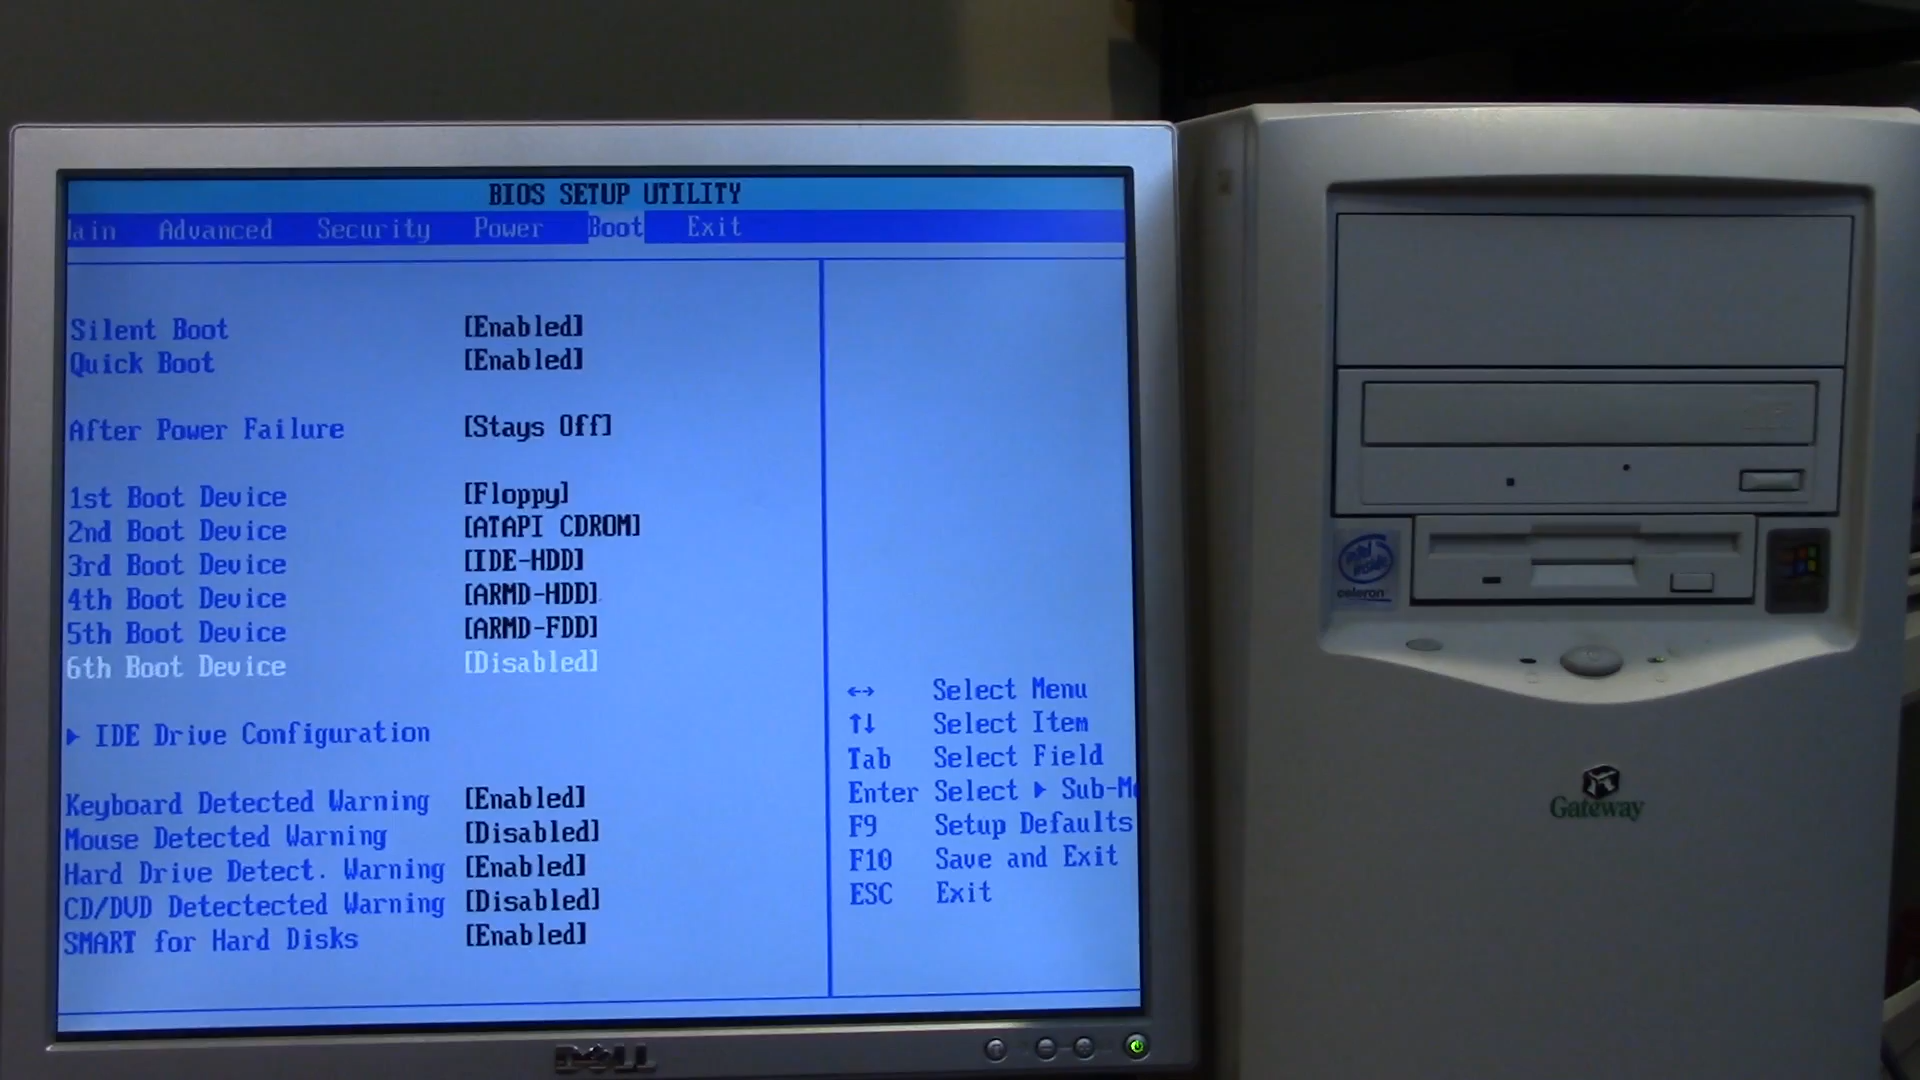 BIOS SETUP UTILITY
ain Advanced Security Power Boot Exit
Silent Boot [Enabled]
Quick Boot [Enabled]
After Power Failure [Stays Off]
1st Boot Device [Floppy]
2nd Boot Device [ATAPI CDROM]
3rd Boot Device [IDE-HDD]
4th Boot Device [ARMD-HDD]
5th Boot Device [ARMD-FDD]
6th Boot Device [Disabled]
IDE Drive Configuration
Keyboard Detected Warning [Enabled]
Mouse Detected Warning [Disabled]
Hard Drive Detect. Warning [Enabled]
CD/DVD Detectected Warning [Disabled]
SMART for Hard Disks [Enabled]
↔ Select Menu
↑↓ Select Item
Tab Select Field
Enter Select ▶ Sub-M
F9 Setup Defaults
F10 Save and Exit
ESC Exit
DELL
intel inside
celeron
Gateway